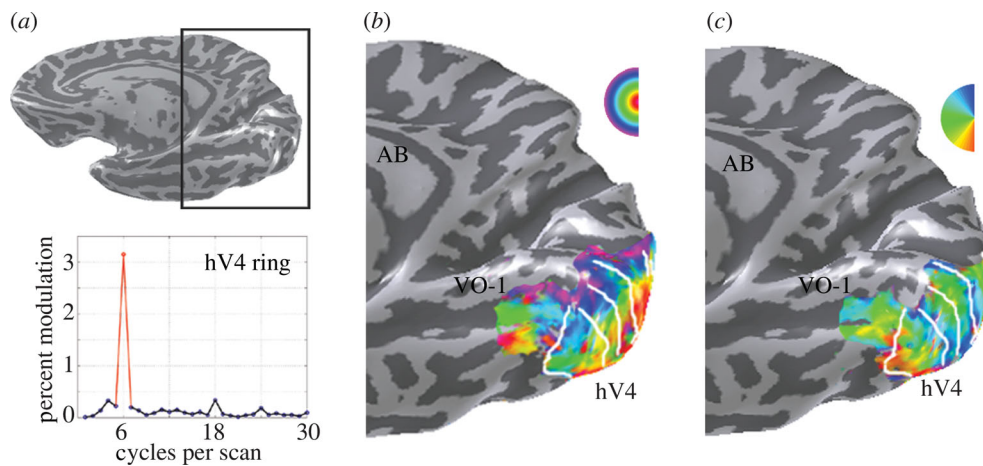 (a)
3
2
1
0
percent modulation
hV4 ring
6
18
30
cycles per scan
(b)
AB
VO-1
hV4
(c)
AB
VO-1
hV4